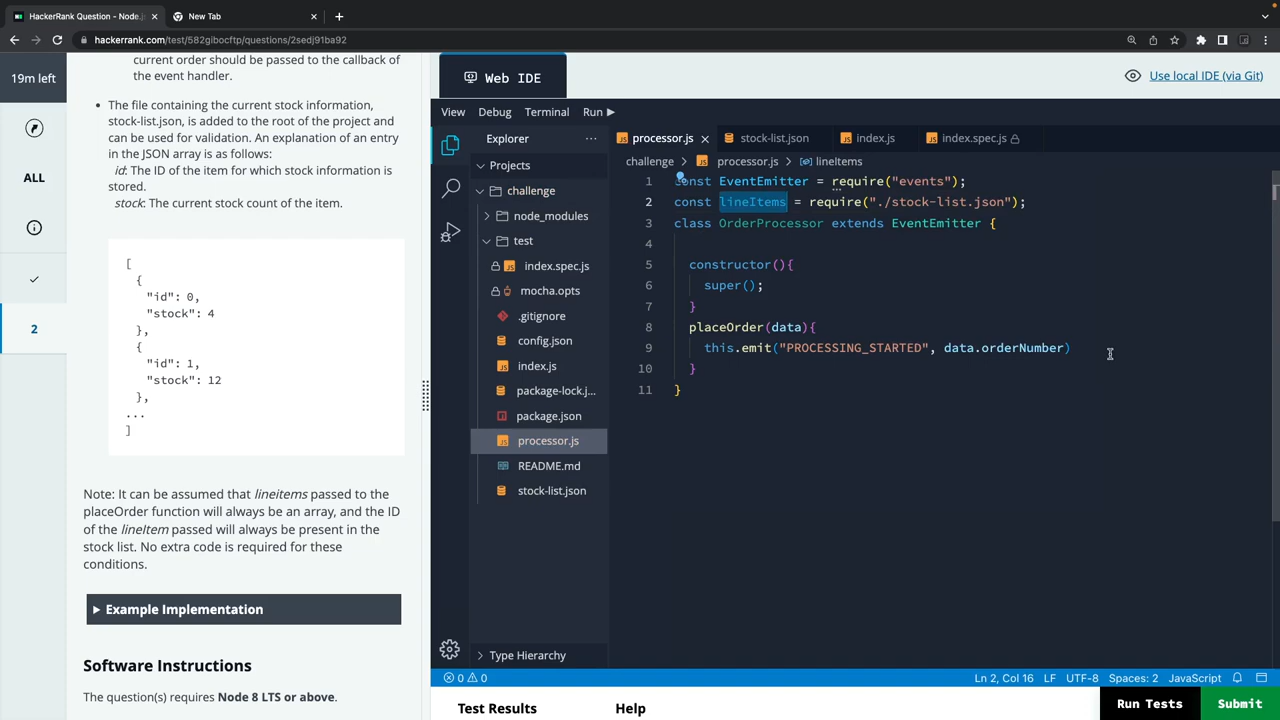 HackerRank Question - Node.j
New Tab
hackerrank.com/test/582gibocftp/questions/2sedj91ba92
19m left
ALL
2
current order should be passed to the callback of
the event handler.
• The file containing the current stock information,
stock-list.json, is added to the root of the project and
can be used for validation. An explanation of an entry
in the JSON array is as follows:
id: The ID of the item for which stock information is
stored.
stock: The current stock count of the item.
[
{
"id": 0,
"stock": 4
},
{
"id": 1,
"stock": 12
},
...
]
Note: It can be assumed that lineitems passed to the
placeOrder function will always be an array, and the ID
of the lineItem passed will always be present in the
stock list. No extra code is required for these
conditions.
Example Implementation
Software Instructions
The question(s) requires Node 8 LTS or above.
Web IDE
Use local IDE (via Git)
View Debug Terminal Run
Explorer
Projects
challenge
node_modules
test
index.spec.js
mocha.opts
.gitignore
config.json
index.js
package-lock.j...
package.json
processor.js
README.md
stock-list.json
Type Hierarchy
processor.js stock-list.json index.js index.spec.js
challenge > processor.js > lineItems
1 const EventEmitter = require("events");
2 const lineItems = require("./stock-list.json");
3 class OrderProcessor extends EventEmitter {
4
5 constructor(){
6 super();
7 }
8 placeOrder(data){
9 this.emit("PROCESSING_STARTED", data.orderNumber)
10 }
11 }
0 0
Ln 2, Col 16 LF UTF-8 Spaces: 2 JavaScript
Test Results Help
Run Tests Submit